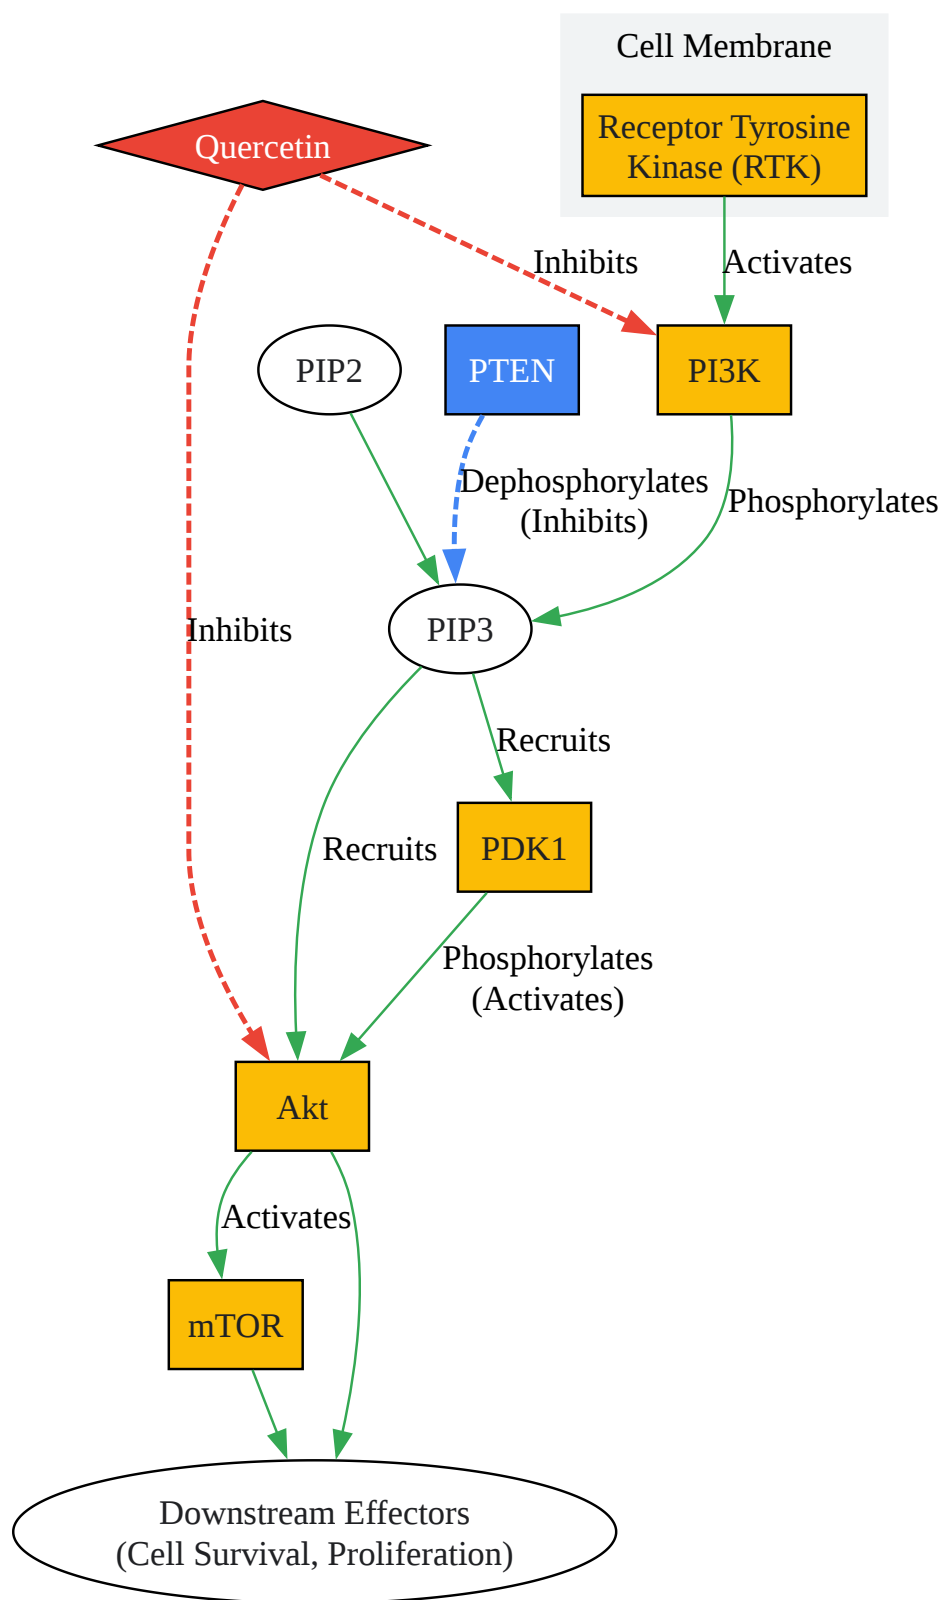 Cell Membrane
Receptor Tyrosine
Kinase (RTK)
Quercetin
Inhibits
Activates
PIP2
PTEN
PI3K
Dephosphorylates
(Inhibits)
Phosphorylates
Inhibits
PIP3
Recruits
Recruits
PDK1
Phosphorylates
(Activates)
Akt
Activates
mTOR
Downstream Effectors
(Cell Survival, Proliferation)